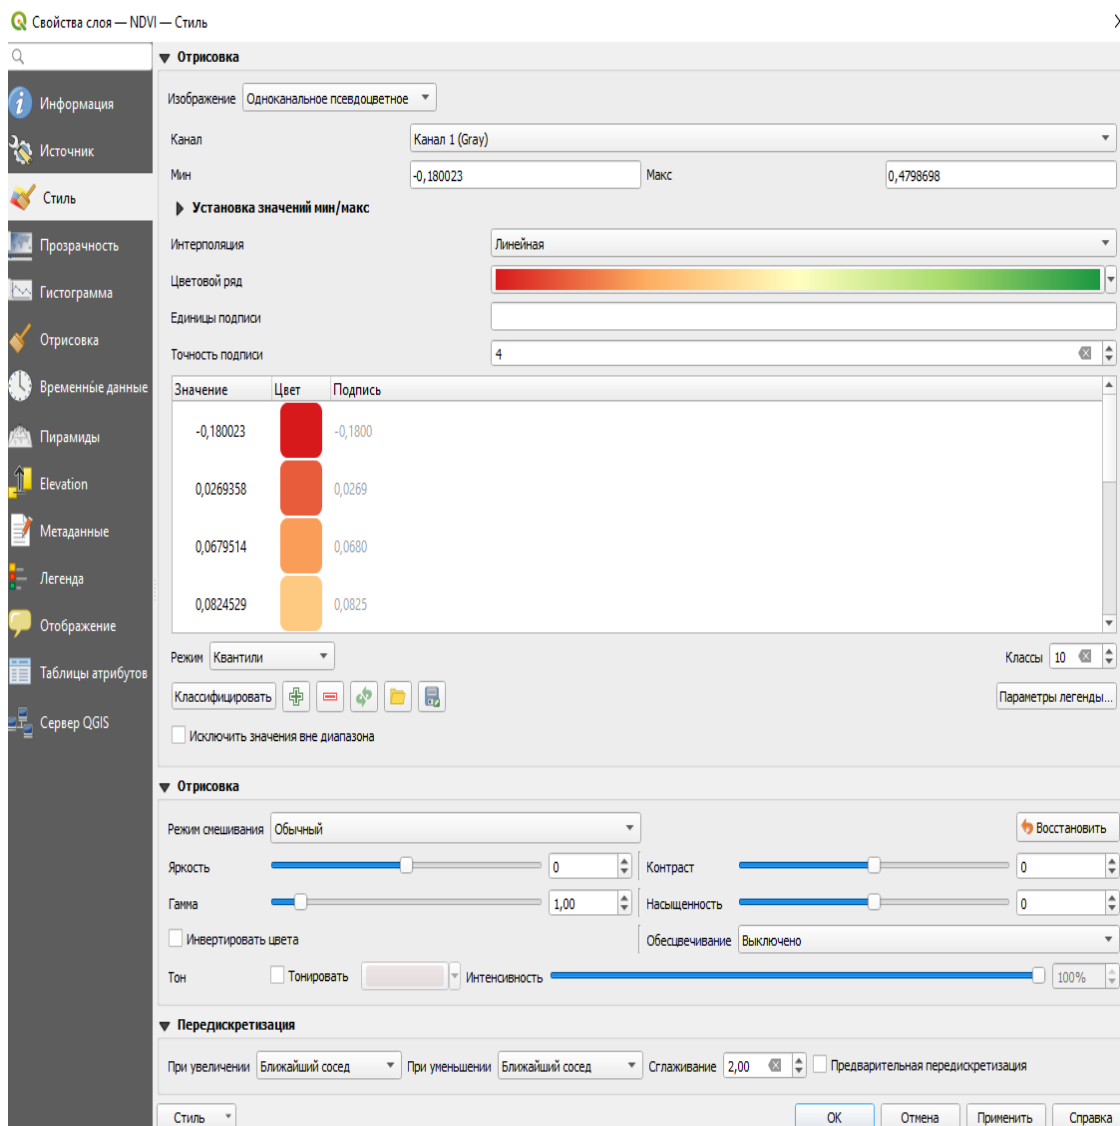 Свойства слоя — NDVI — Стиль
Информация
Источник
Стиль
Прозрачность
Гистограмма
Отрисовка
Временные данные
Пирамиды
Elevation
Метаданные
Легенда
Отображение
Таблицы атрибутов
Сервер QGIS
Отрисовка
Изображение Одноканальное псевдоцветное
Канал Канал 1 (Gray)
Мин -0,180023 Макс 0,4798698
Установка значений мин/макс
Интерполяция Линейная
Цветовой ряд
Единицы подписи
Точность подписи 4
Значение Цвет Подпись
-0,180023 -0,1800
0,0269358 0,0269
0,0679514 0,0680
0,0824529 0,0825
Режим Квантили Классы 10
Классифицировать Параметры легенды...
Исключить значения вне диапазона
Отрисовка
Режим смешивания Обычный Восстановить
Яркость 0 Контраст 0
Гамма 1,00 Насыщенность 0
Инвертировать цвета Обесцвечивание Выключено
Тон Тонировать Интенсивность 100%
Передискретизация
При увеличении Ближайший сосед При уменьшении Ближайший сосед Сглаживание 2,00 Предварительная передискретизация
Стиль OK Отмена Применить Справка